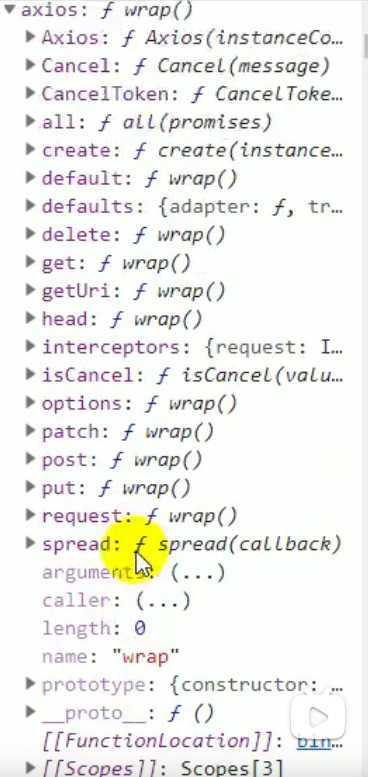 axios: ƒ wrap()
Axios: ƒ Axios(instanceCo…
Cancel: ƒ Cancel(message)
CancelToken: ƒ CancelToke…
all: ƒ all(promises)
create: ƒ create(instance…
default: ƒ wrap()
defaults: {adapter: ƒ, tr…
delete: ƒ wrap()
get: ƒ wrap()
getUri: ƒ wrap()
head: ƒ wrap()
interceptors: {request: I…
isCancel: ƒ isCancel(valu…
options: ƒ wrap()
patch: ƒ wrap()
post: ƒ wrap()
put: ƒ wrap()
request: ƒ wrap()
spread: ƒ spread(callback)
arguments: (...)
caller: (...)
length: 0
name: "wrap"
prototype: {constructor: …
__proto__: ƒ ()
[[FunctionLocation]]: bin…
[[Scopes]]: Scopes[3]